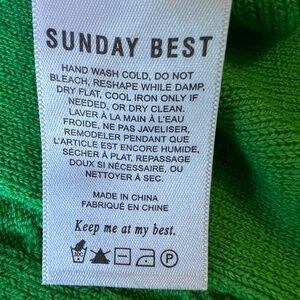 SUNDAY BEST
HAND WASH COLD, DO NOT
BLEACH, RESHAPE WHILE DAMP,
DRY FLAT, COOL IRON ONLY IF
NEEDED, OR DRY CLEAN.
LAVER À LA MAIN À L'EAU
FROIDE, NE PAS JAVELISER,
REMODELER PENDANT QUE
L'ARTICLE EST ENCORE HUMIDE,
SÉCHER À PLAT, REPASSAGE
DOUX SI NÉCESSAIRE, OU
NETTOYER À SEC.
MADE IN CHINA
FABRIQUÉ EN CHINE
Keep me at my best.
P